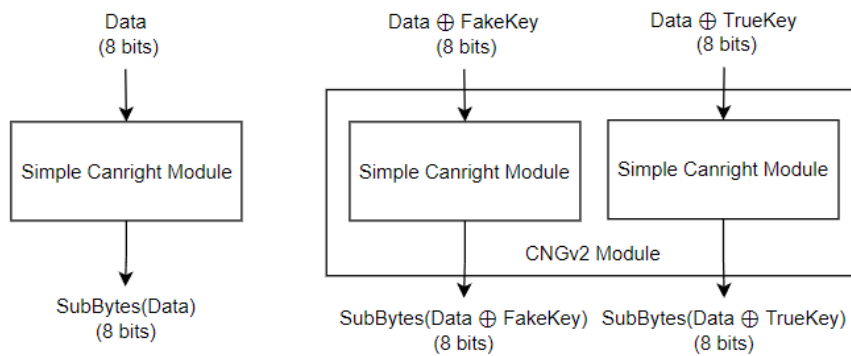 Data
(8 bits)
Simple Canright Module
SubBytes(Data)
(8 bits)
Data ⊕ FakeKey
(8 bits)
Data ⊕ TrueKey
(8 bits)
Simple Canright Module
Simple Canright Module
CNGv2 Module
SubBytes(Data ⊕ FakeKey)
(8 bits)
SubBytes(Data ⊕ TrueKey)
(8 bits)